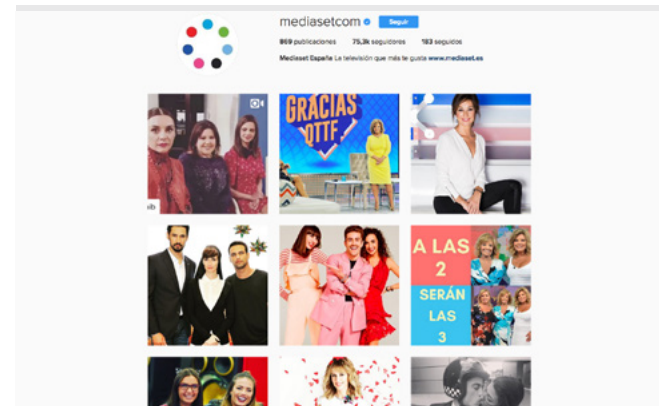 mediasetcom Seguir
869 publicaciones 75,3k seguidores 183 seguidos
Mediaset España La televisión que más te gusta www.mediaset.es
GRACIAS
QTTF.
A LAS
2
SERÁN
LAS
3